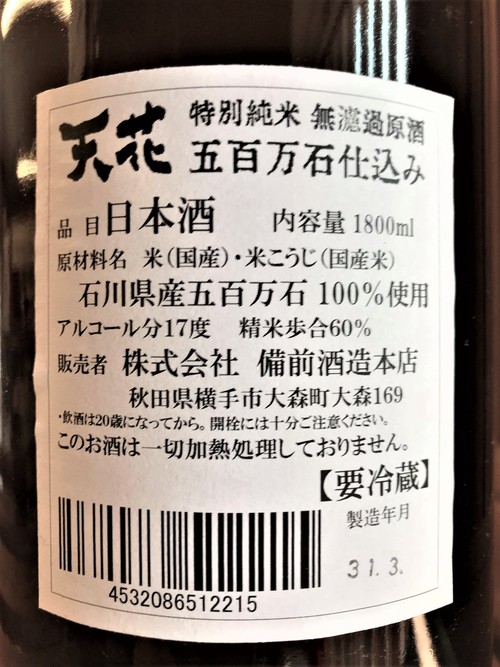 天花 特別純米 無濾過原酒
五百万石仕込み
品目 日本酒 内容量 1800ml
原材料名 米(国産)・米こうじ(国産米)
石川県産五百万石 100%使用
アルコール分17度 精米歩合60%
販売者 株式会社 備前酒造本店
秋田県横手市大森町大森169
・飲酒は20歳になってから。開栓には十分ご注意ください。
このお酒は一切加熱処理しておりません。
【要冷蔵】
製造年月
31.3.
4532086512215